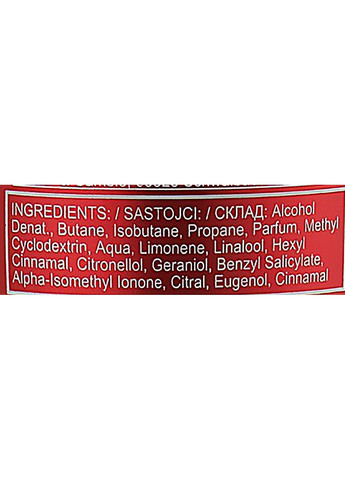 INGREDIENTS: / SASTOJCI: / СКЛАД: Alcohol
Denat., Butane, Isobutane, Propane, Parfum, Methyl
Cyclodextrin, Aqua, Limonene, Linalool, Hexyl
Cinnamal, Citronellol, Geraniol, Benzyl Salicylate,
Alpha-Isomethyl Ionone, Citral, Eugenol, Cinnamal